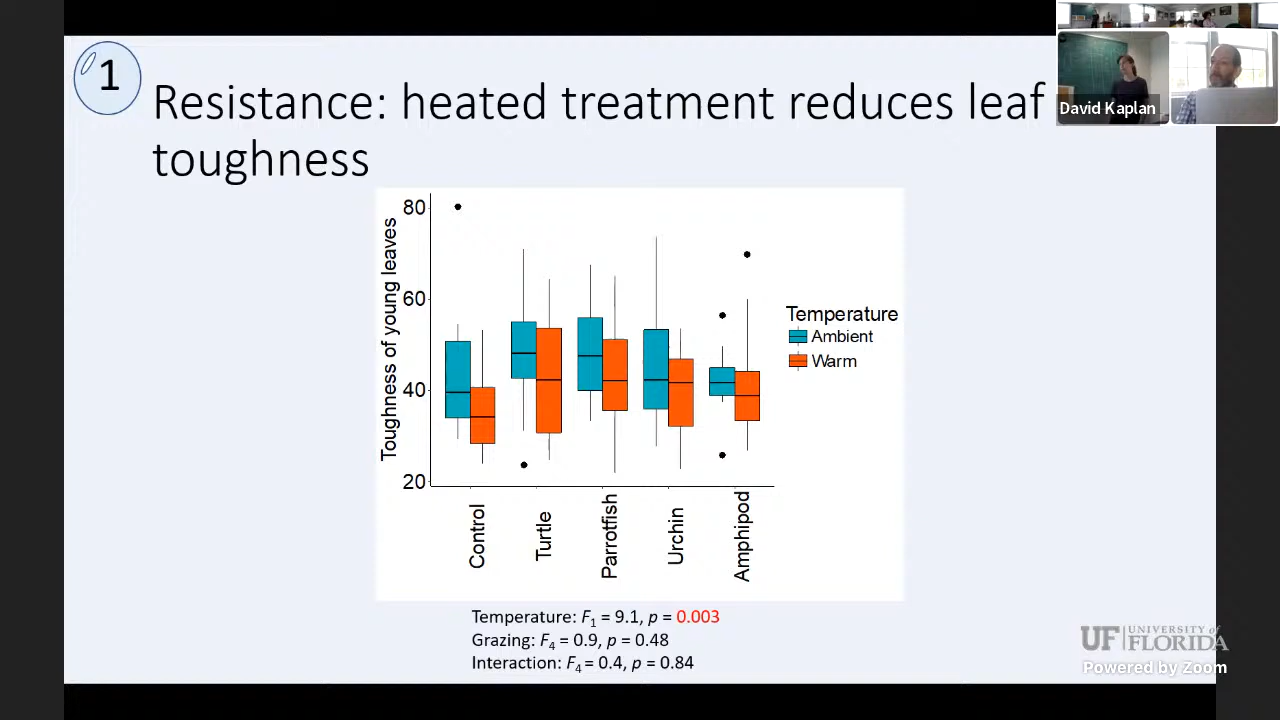 1
Resistance: heated treatment reduces leaf
toughness
David Kaplan
Toughness of young leaves
80
60
40
20
Control
Turtle
Parrotfish
Urchin
Amphipod
Temperature
Ambient
Warm
Temperature: F1 = 9.1, p = 0.003
Grazing: F4 = 0.9, p = 0.48
Interaction: F4 = 0.4, p = 0.84
UF UNIVERSITY of
FLORIDA
Powered by Zoom